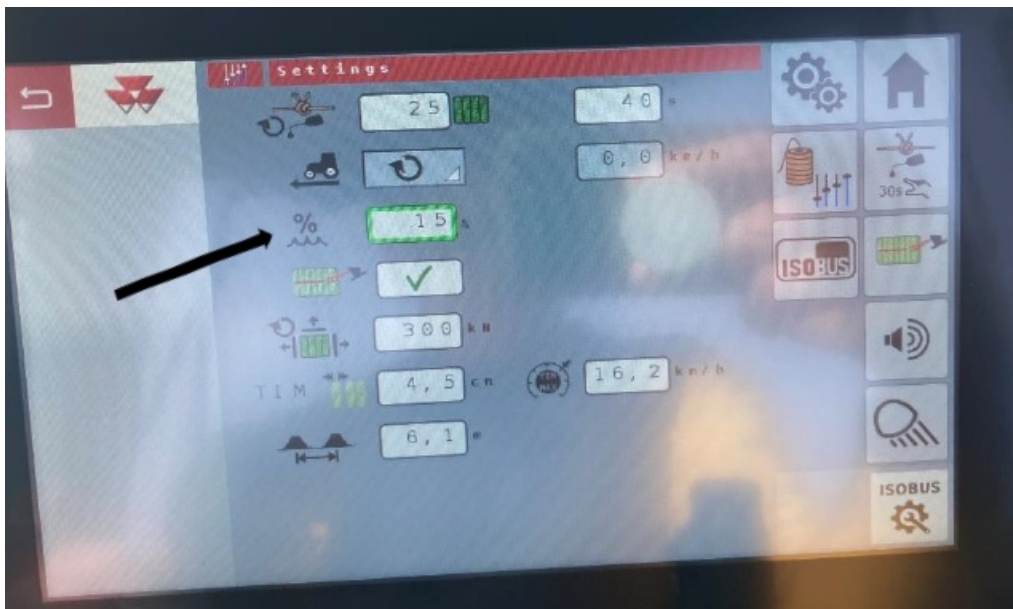 Settings
25 40 s
0,0 km/h
% 15 %
30s
ISOBUS
300 kN
TIM 4,5 cm 16,2 km/h
6,1
ISOBUS